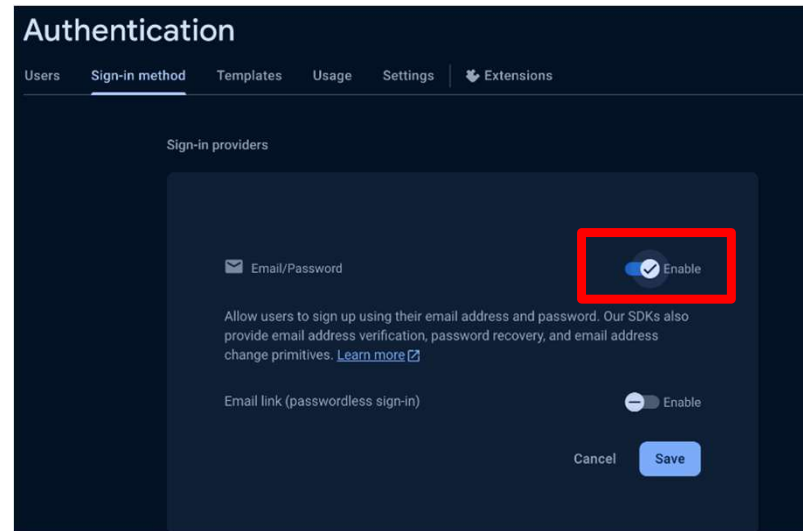 Authentication
Users Sign-in method Templates Usage Settings Extensions
Sign-in providers
Email/Password Enable
Allow users to sign up using their email address and password. Our SDKs also
provide email address verification, password recovery, and email address
change primitives. Learn more
Email link (passwordless sign-in) Enable
Cancel Save